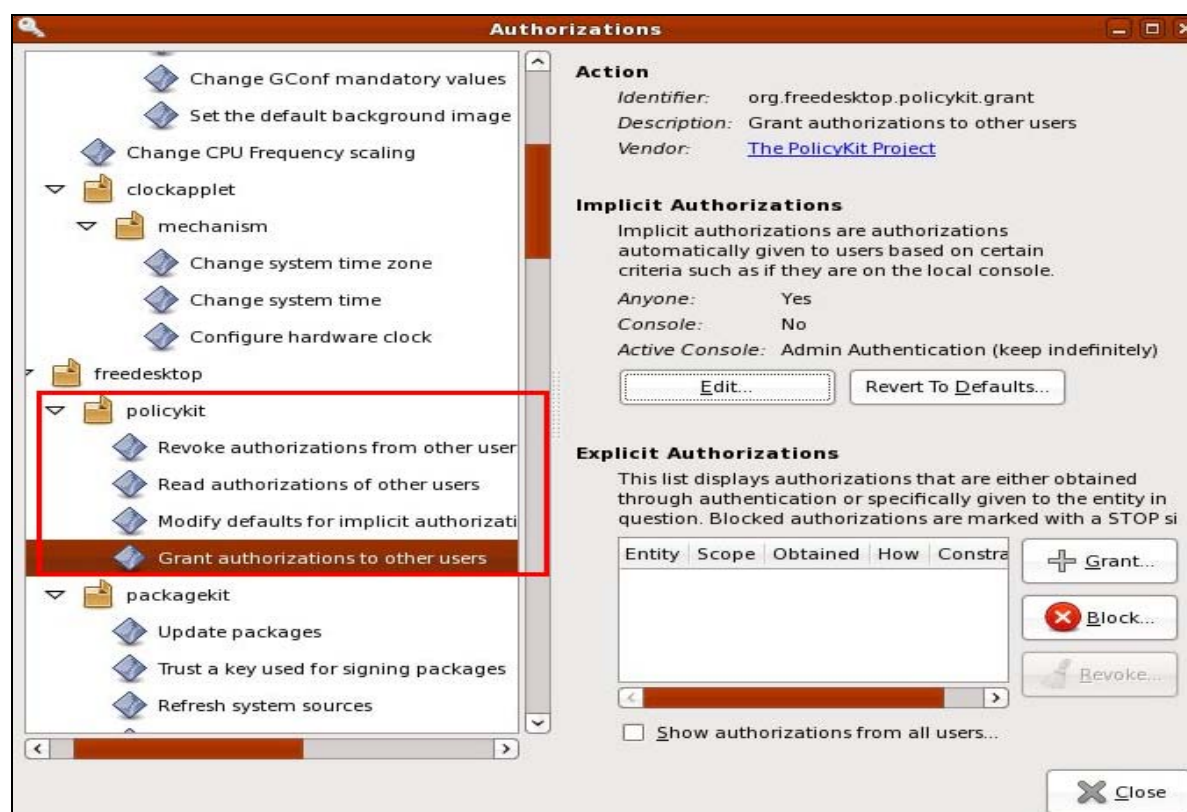 Authorizations
Change GConf mandatory values
Set the default background image
Change CPU Frequency scaling
clockapplet
mechanism
Change system time zone
Change system time
Configure hardware clock
freedesktop
policykit
Revoke authorizations from other user
Read authorizations of other users
Modify defaults for implicit authorizati
Grant authorizations to other users
packagekit
Update packages
Trust a key used for signing packages
Refresh system sources
Action
Identifier: org.freedesktop.policykit.grant
Description: Grant authorizations to other users
Vendor: The PolicyKit Project
Implicit Authorizations
Implicit authorizations are authorizations
automatically given to users based on certain
criteria such as if they are on the local console.
Anyone: Yes
Console: No
Active Console: Admin Authentication (keep indefinitely)
Edit... Revert To Defaults...
Explicit Authorizations
This list displays authorizations that are either obtained
through authentication or specifically given to the entity in
question. Blocked authorizations are marked with a STOP si
Entity Scope Obtained How Constra
Grant...
Block...
Revoke...
Show authorizations from all users...
Close